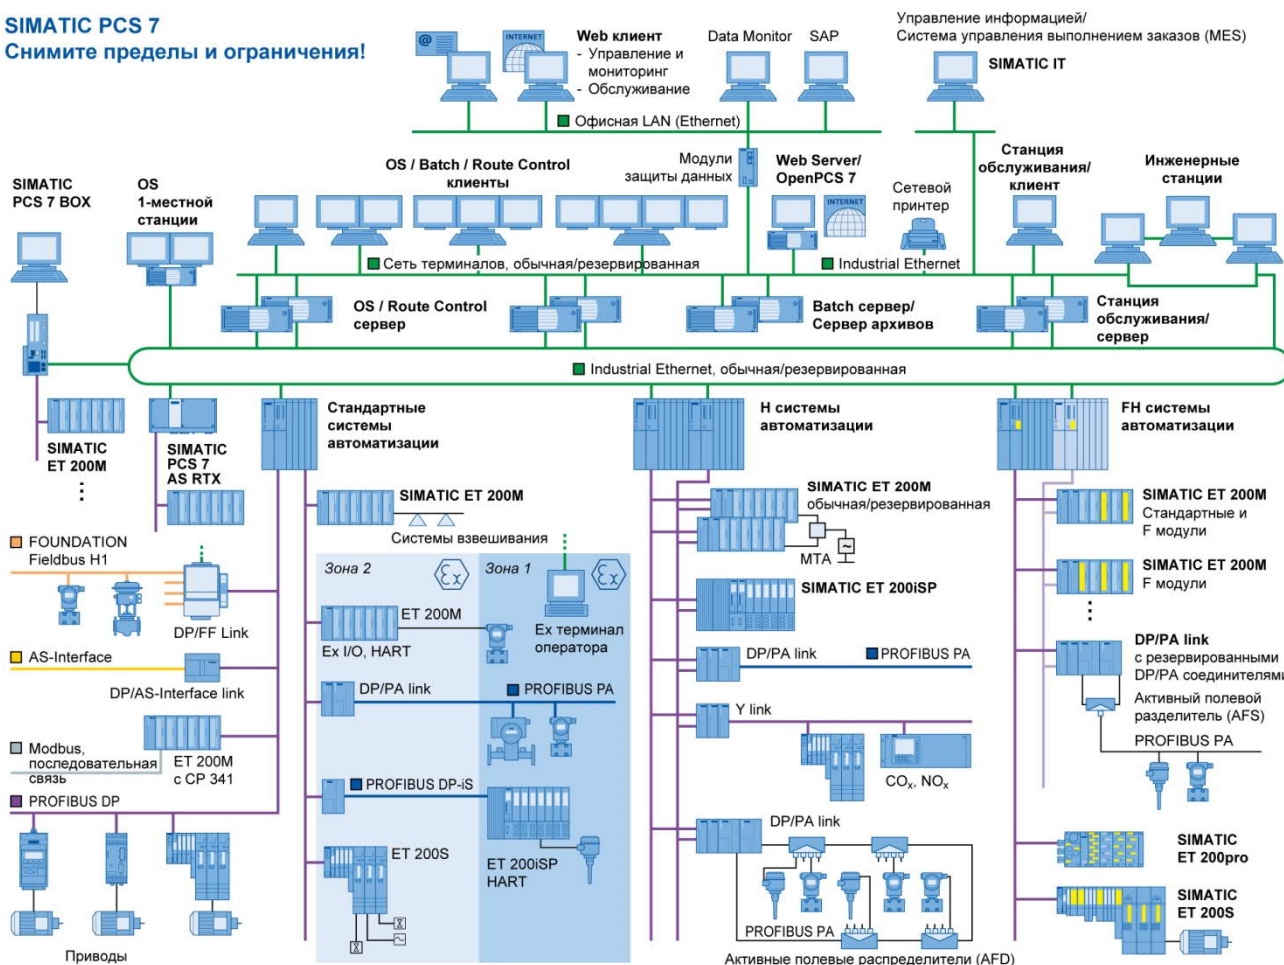 SIMATIC PCS 7
Снимите пределы и ограничения!
@
INTERNET
Web клиент
- Управление и
мониторинг
- Обслуживание
Data Monitor
SAP
Управление информацией/
Система управления выполнением заказов (MES)
SIMATIC IT
Офисная LAN (Ethernet)
SIMATIC
PCS 7 BOX
OS
1-местной
станции
OS / Batch / Route Control
клиенты
Модули
защиты данных
Web Server/
OpenPCS 7
INTERNET
Сетевой
принтер
Станция
обслуживания/
клиент
Инженерные
станции
Сеть терминалов, обычная/резервированная
Industrial Ethernet
OS / Route Control
сервер
Batch сервер/
Сервер архивов
Станция
обслуживания/
сервер
Industrial Ethernet, обычная/резервированная
SIMATIC
ET 200M
SIMATIC
PCS 7
AS RTX
Стандартные
системы
автоматизации
H системы
автоматизации
FH системы
автоматизации
SIMATIC ET 200M
Системы взвешивания
SIMATIC ET 200M
обычная/резервированная
MTA
SIMATIC ET 200M
Стандартные и
F модули
SIMATIC ET 200M
F модули
FOUNDATION
Fieldbus H1
DP/FF Link
AS-Interface
DP/AS-Interface link
Modbus,
последовательная
связь
ET 200M
с CP 341
PROFIBUS DP
Приводы
Зона 2
Ex
Зона 1
Ex
ET 200M
Ex I/O, HART
Ex терминал
оператора
DP/PA link
PROFIBUS PA
PROFIBUS DP-iS
ET 200iSP
HART
ET 200S
SIMATIC ET 200iSP
DP/PA link
PROFIBUS PA
Y link
COx, NOx
DP/PA link
PROFIBUS PA
Активные полевые распределители (AFD)
DP/PA link
с резервированными
DP/PA соединителями
Активный полевой
разделитель (AFS)
PROFIBUS PA
SIMATIC
ET 200pro
SIMATIC
ET 200S